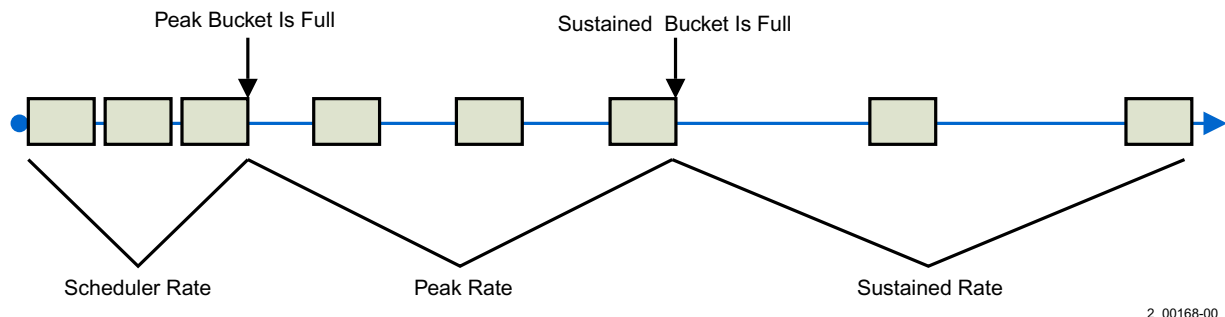 Peak Bucket Is Full
Sustained Bucket Is Full
Scheduler Rate
Peak Rate
Sustained Rate
2_00168-00